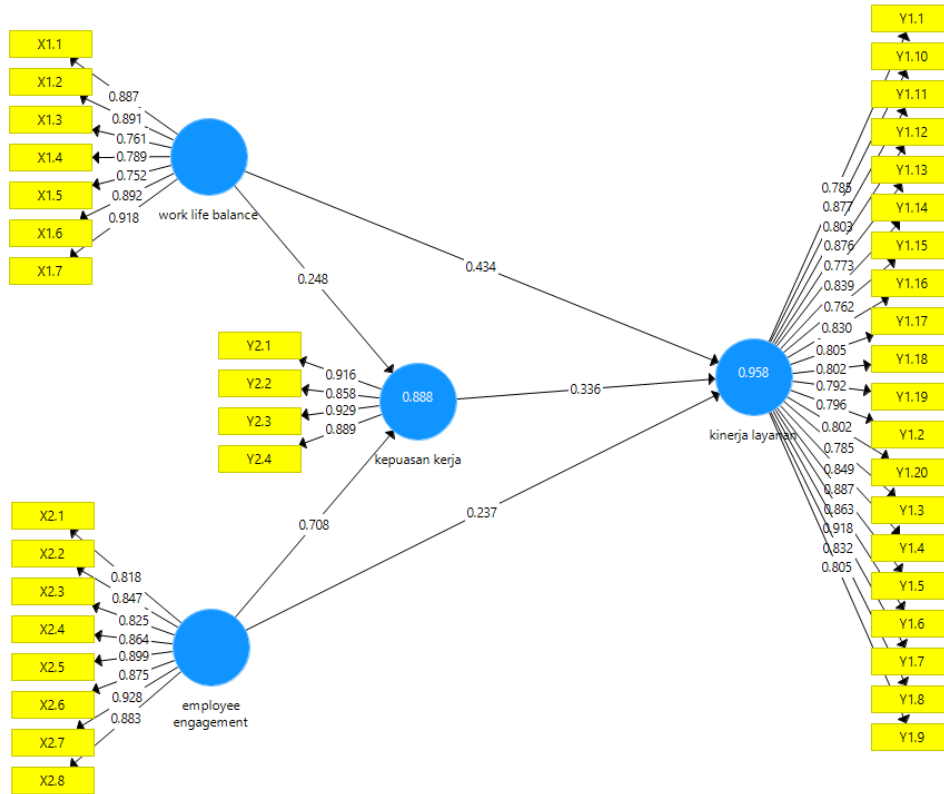 X1.1
X1.2
X1.3
X1.4
X1.5
X1.6
X1.7
0.887
0.891
0.761
0.789
0.752
0.892
0.918
work life balance
0.248
0.434
Y2.1
Y2.2
Y2.3
Y2.4
0.916
0.858
0.929
0.889
0.888
kepuasan kerja
0.336
0.708
0.237
X2.1
X2.2
X2.3
X2.4
X2.5
X2.6
X2.7
X2.8
0.818
0.847
0.825
0.864
0.899
0.875
0.928
0.883
employee
engagement
0.958
kinerja layanan
0.785
0.877
0.803
0.876
0.773
0.839
0.762
0.830
0.805
0.802
0.792
0.796
0.802
0.785
0.849
0.887
0.863
0.918
0.832
0.805
Y1.1
Y1.10
Y1.11
Y1.12
Y1.13
Y1.14
Y1.15
Y1.16
Y1.17
Y1.18
Y1.19
Y1.2
Y1.20
Y1.3
Y1.4
Y1.5
Y1.6
Y1.7
Y1.8
Y1.9